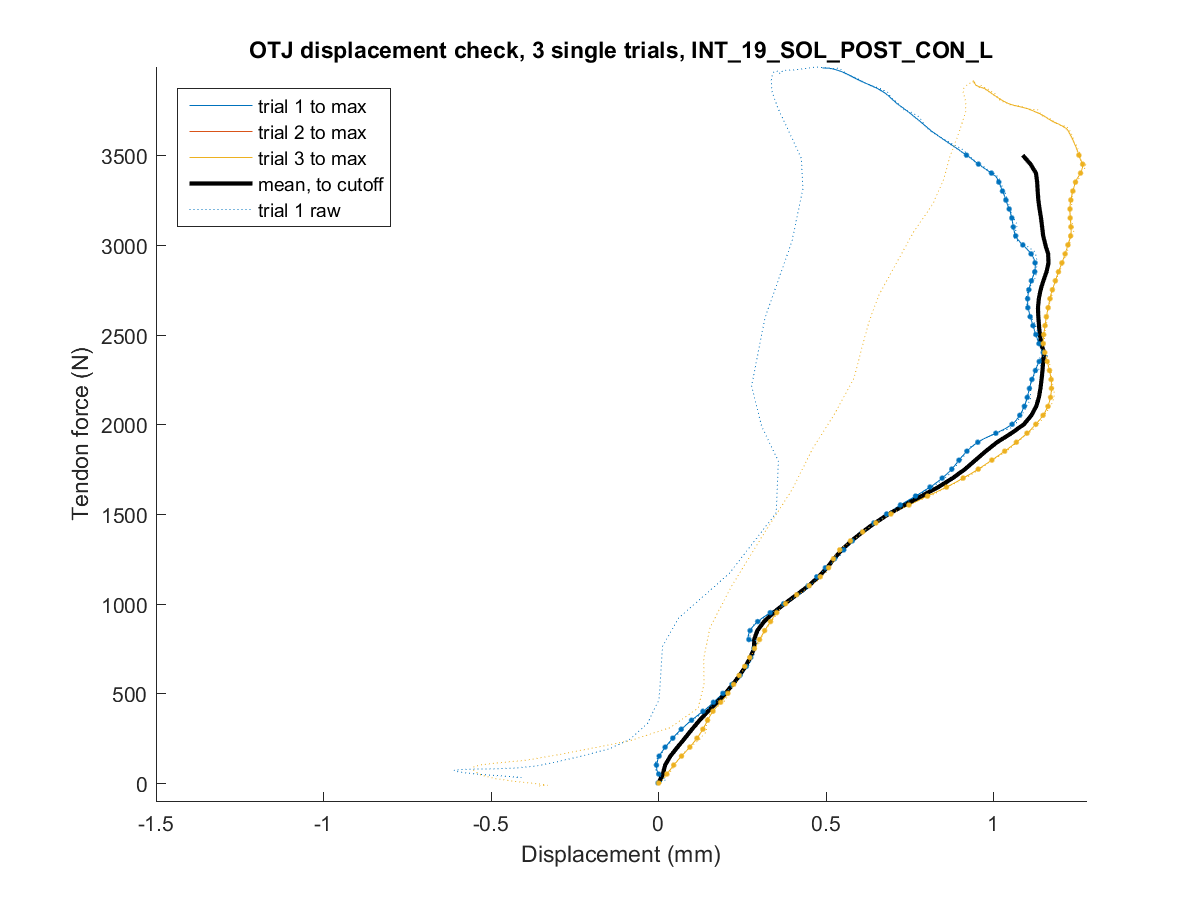 OTJ displacement check, 3 single trials, INT_19_SOL_POST_CON_L
trial 1 to max
trial 2 to max
trial 3 to max
mean, to cutoff
trial 1 raw
3500
3000
2500
2000
1500
1000
500
0
Tendon force (N)
-1.5
-1
-0.5
0
0.5
1
Displacement (mm)